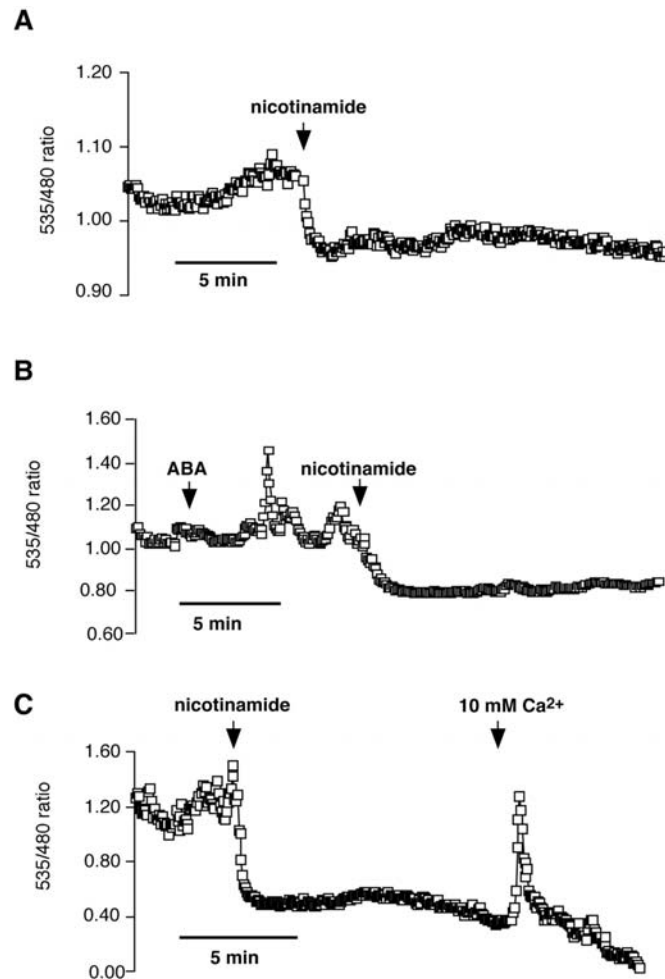 A
1.20
nicotinamide
1.10
535/480 ratio
1.00
5 min
0.90
B
1.60
ABA
nicotinamide
1.40
535/480 ratio
1.20
1.00
0.80
5 min
0.60
C
nicotinamide
10 mM Ca²⁺
1.60
535/480 ratio
1.20
0.80
0.40
5 min
0.00